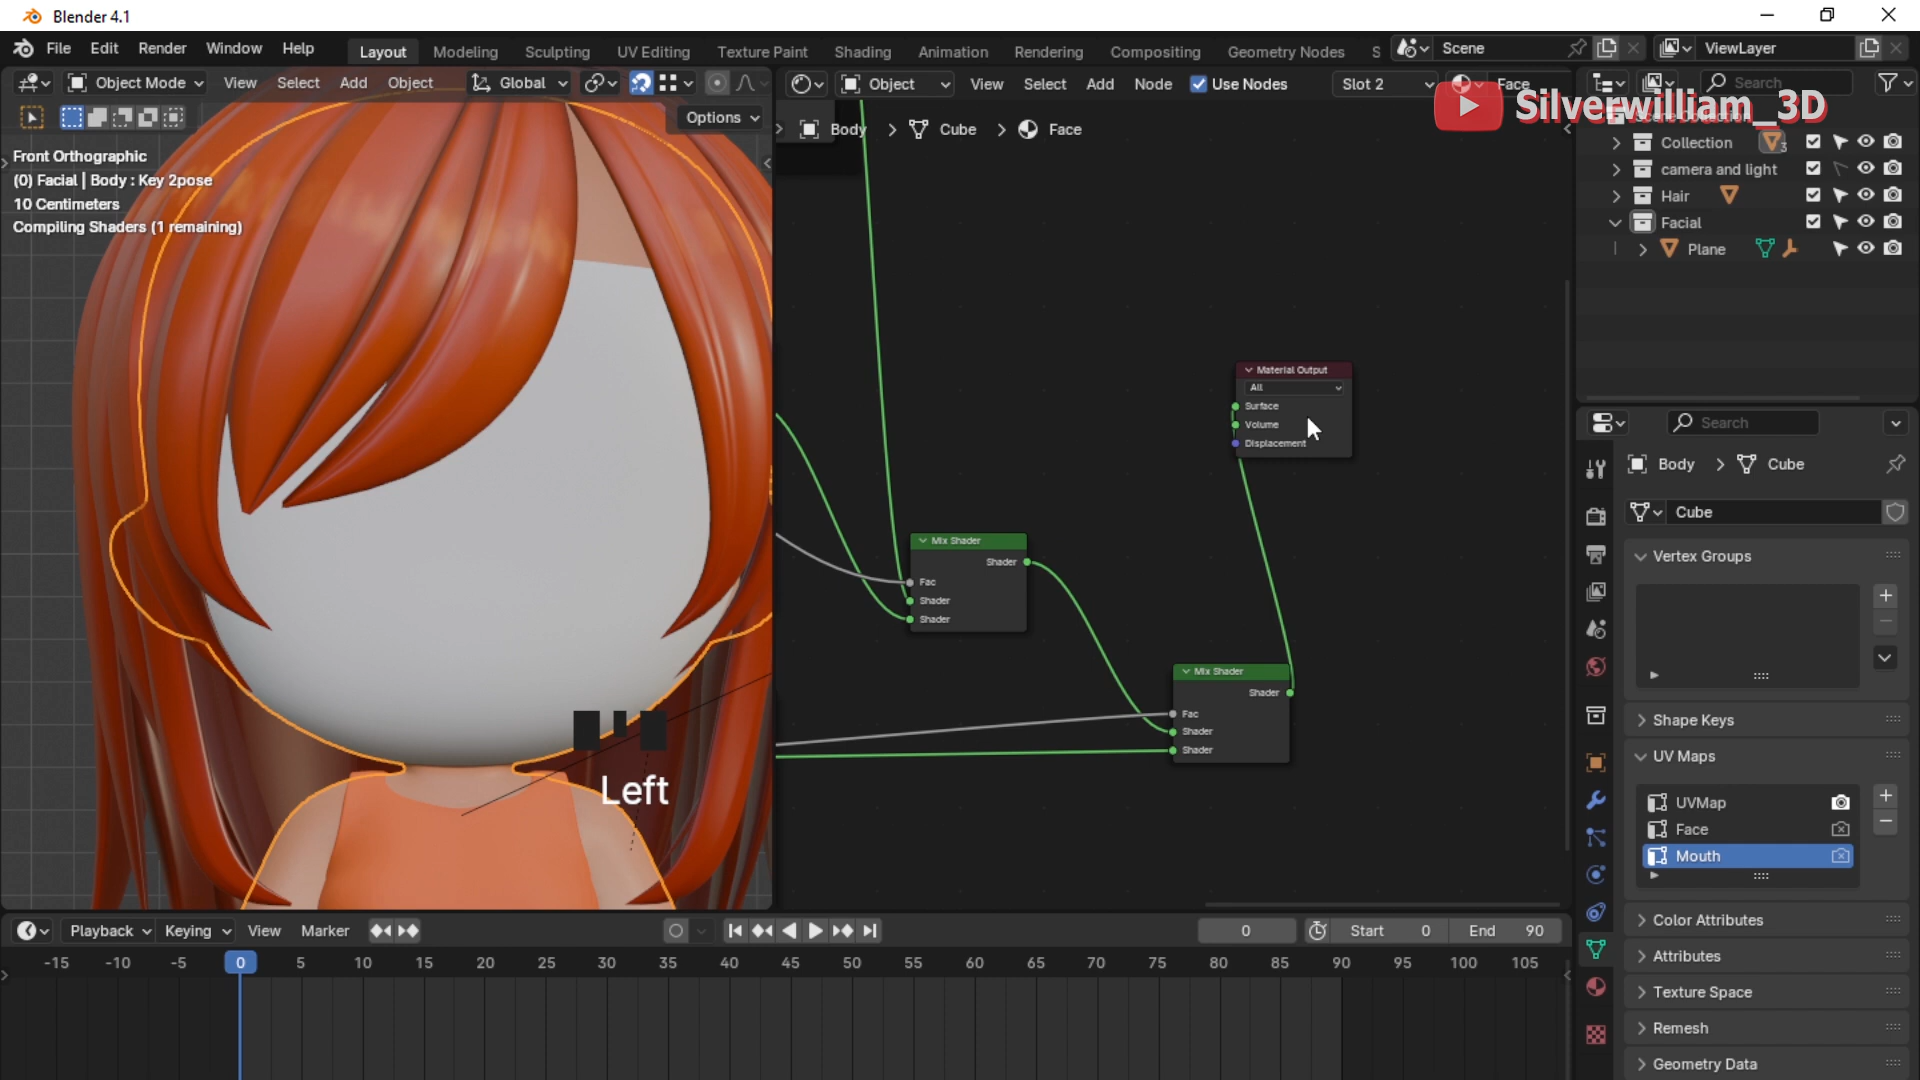 Blender 4.1
File Edit Render Window Help
Layout Modeling Sculpting UV Editing Texture Paint Shading Animation Rendering Compositing Geometry Nodes S
Scene
ViewLayer
Object Mode View Select Add Object Global
Object View Select Add Node Use Nodes Slot 2 Face
Search
Silverwilliam_3D
Options
Body > Cube > Face
Front Orthographic
(0) Facial | Body : Key 2pose
10 Centimeters
Compiling Shaders (1 remaining)
Collection 3
camera and light
Hair
Facial
Plane
Material Output
All
Surface
Volume
Displacement
Mix Shader
Shader
Fac
Shader
Shader
Mix Shader
Shader
Fac
Shader
Shader
Left
Search
Body > Cube
Cube
Vertex Groups
Shape Keys
UV Maps
UVMap
Face
Mouth
Color Attributes
Attributes
Texture Space
Remesh
Geometry Data
Playback Keying View Marker
0 Start 0 End 90
-15 -10 -5 0 5 10 15 20 25 30 35 40 45 50 55 60 65 70 75 80 85 90 95 100 105